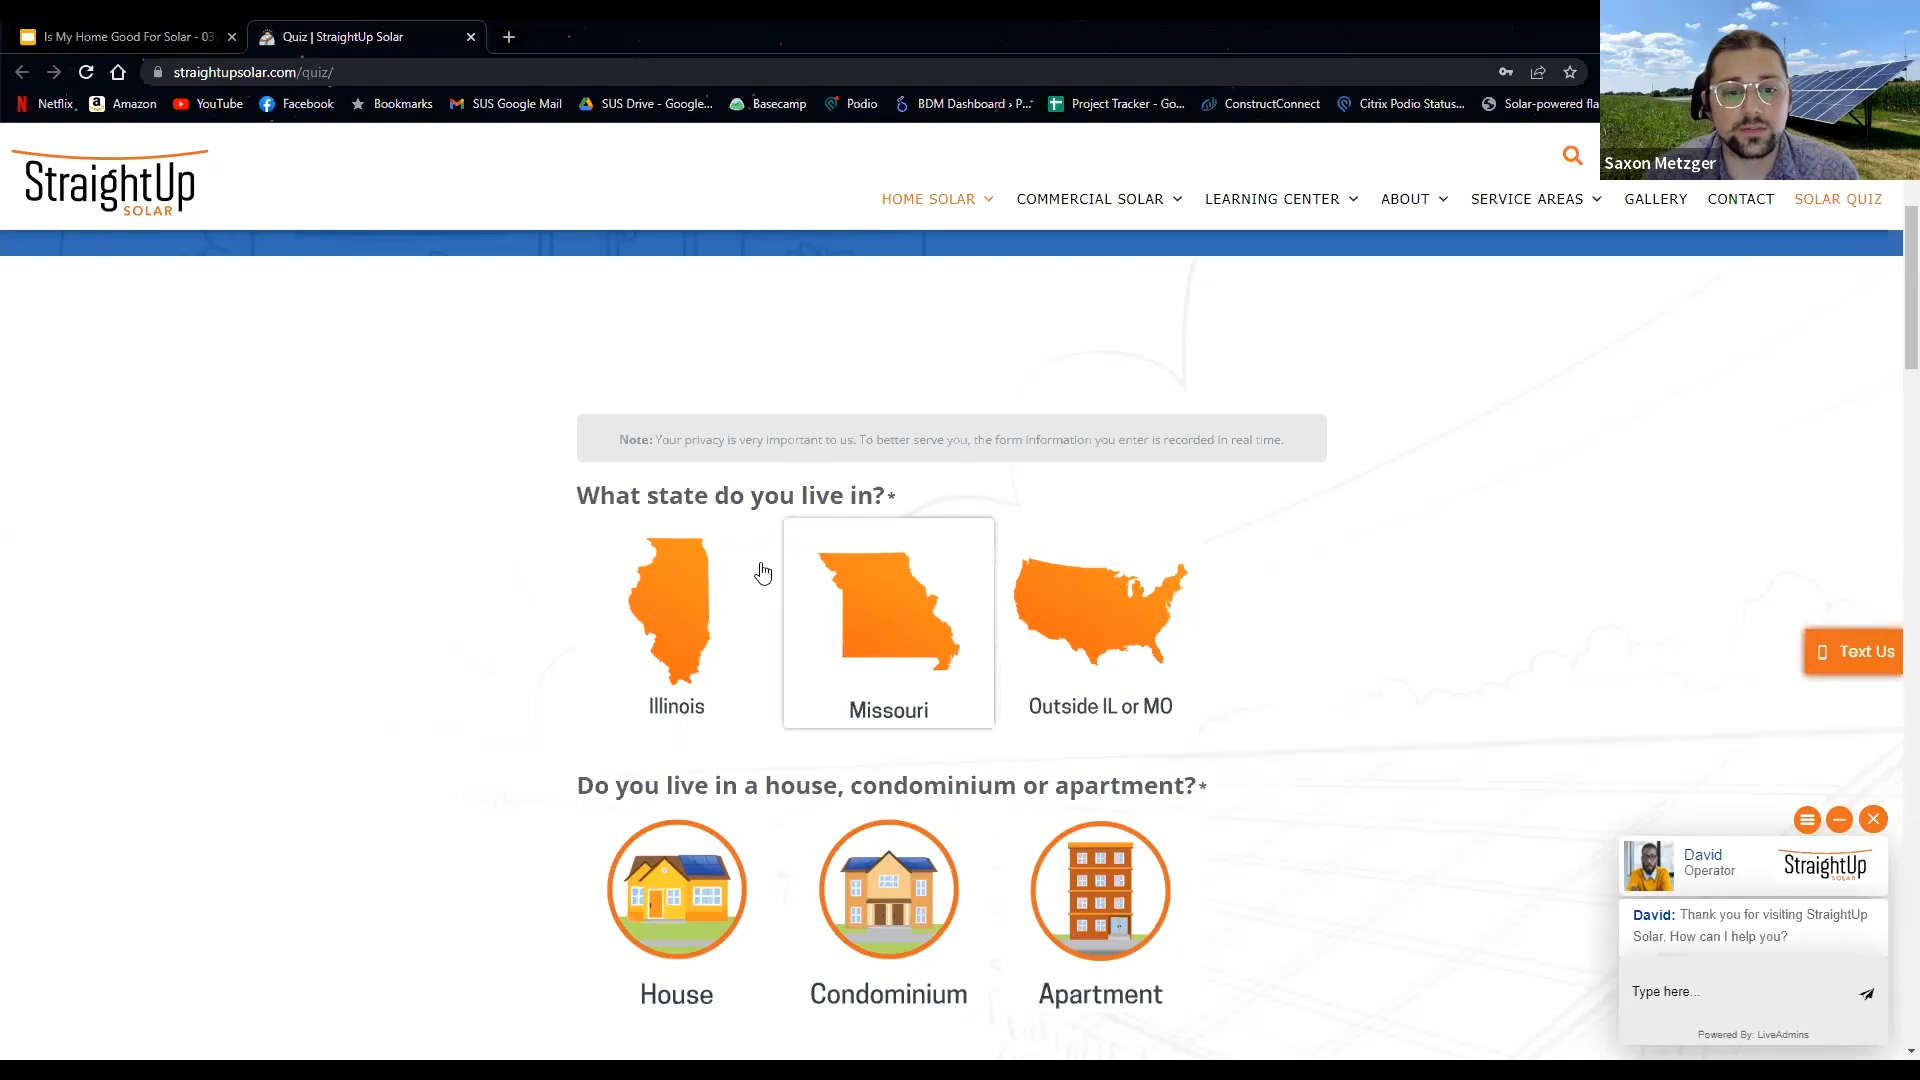 Is My Home Good For Solar - 03
Quiz | StraightUp Solar
straightupsolar.com/quiz/
Netflix
Amazon
YouTube
Facebook
Bookmarks
SUS Google Mail
SUS Drive - Google...
Basecamp
Podio
BDM Dashboard › P...
Project Tracker - Go...
ConstructConnect
Citrix Podio Status...
Solar-powered fla
Saxon Metzger
StraightUp
SOLAR
HOME SOLAR
COMMERCIAL SOLAR
LEARNING CENTER
ABOUT
SERVICE AREAS
GALLERY
CONTACT
SOLAR QUIZ
Note: Your privacy is very important to us. To better serve you, the form information you enter is recorded in real time.
What state do you live in?*
Illinois
Missouri
Outside IL or MO
Text Us
Do you live in a house, condominium or apartment?*
House
Condominium
Apartment
David
Operator
StraightUp
SOLAR
David: Thank you for visiting StraightUp
Solar. How can I help you?
Type here...
Powered By: LiveAdmins